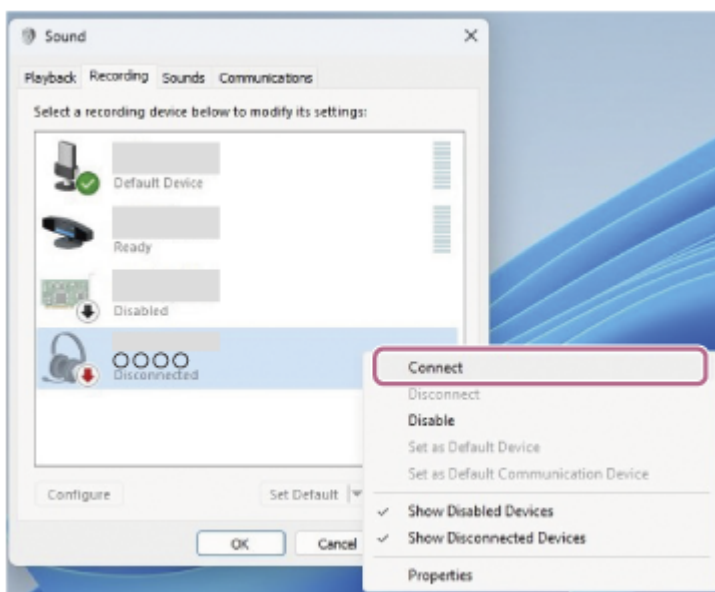 Sound
Playback Recording Sounds Communications
Select a recording device below to modify its settings:
Default Device
Ready
Disabled
○○○○
Disconnected
Configure
Set Default
OK Cancel
Connect
Disconnect
Disable
Set as Default Device
Set as Default Communication Device
✓ Show Disabled Devices
✓ Show Disconnected Devices
Properties